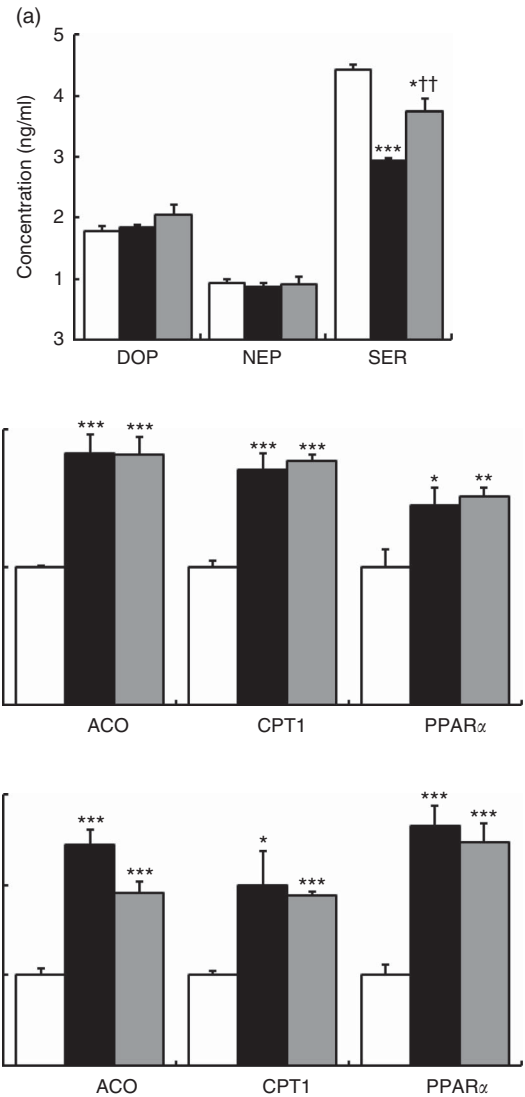 (a)
5
4
3
2
1
3
Concentration (ng/ml)
***
*††
DOP NEP SER
*** *** *** *** * **
ACO CPT1 PPARα
*** *** * *** *** ***
ACO CPT1 PPARα